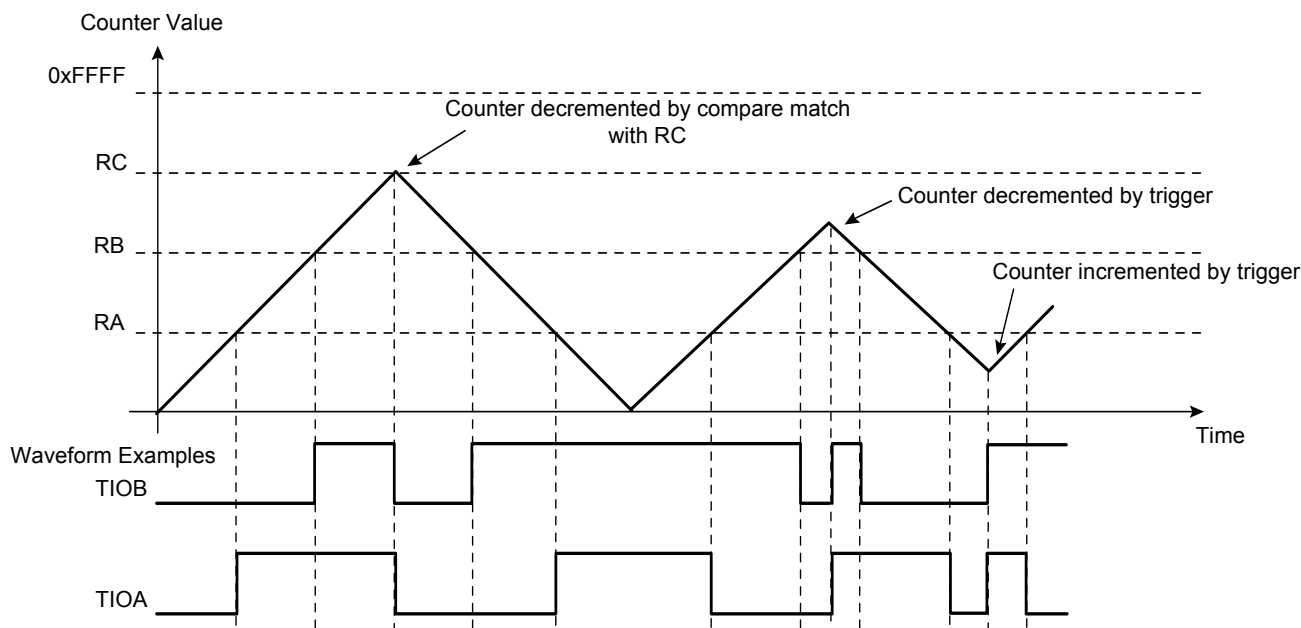 Counter Value
0xFFFF
Counter decremented by compare match
with RC
RC
Counter decremented by trigger
RB
Counter incremented by trigger
RA
Time
Waveform Examples
TIOB
TIOA